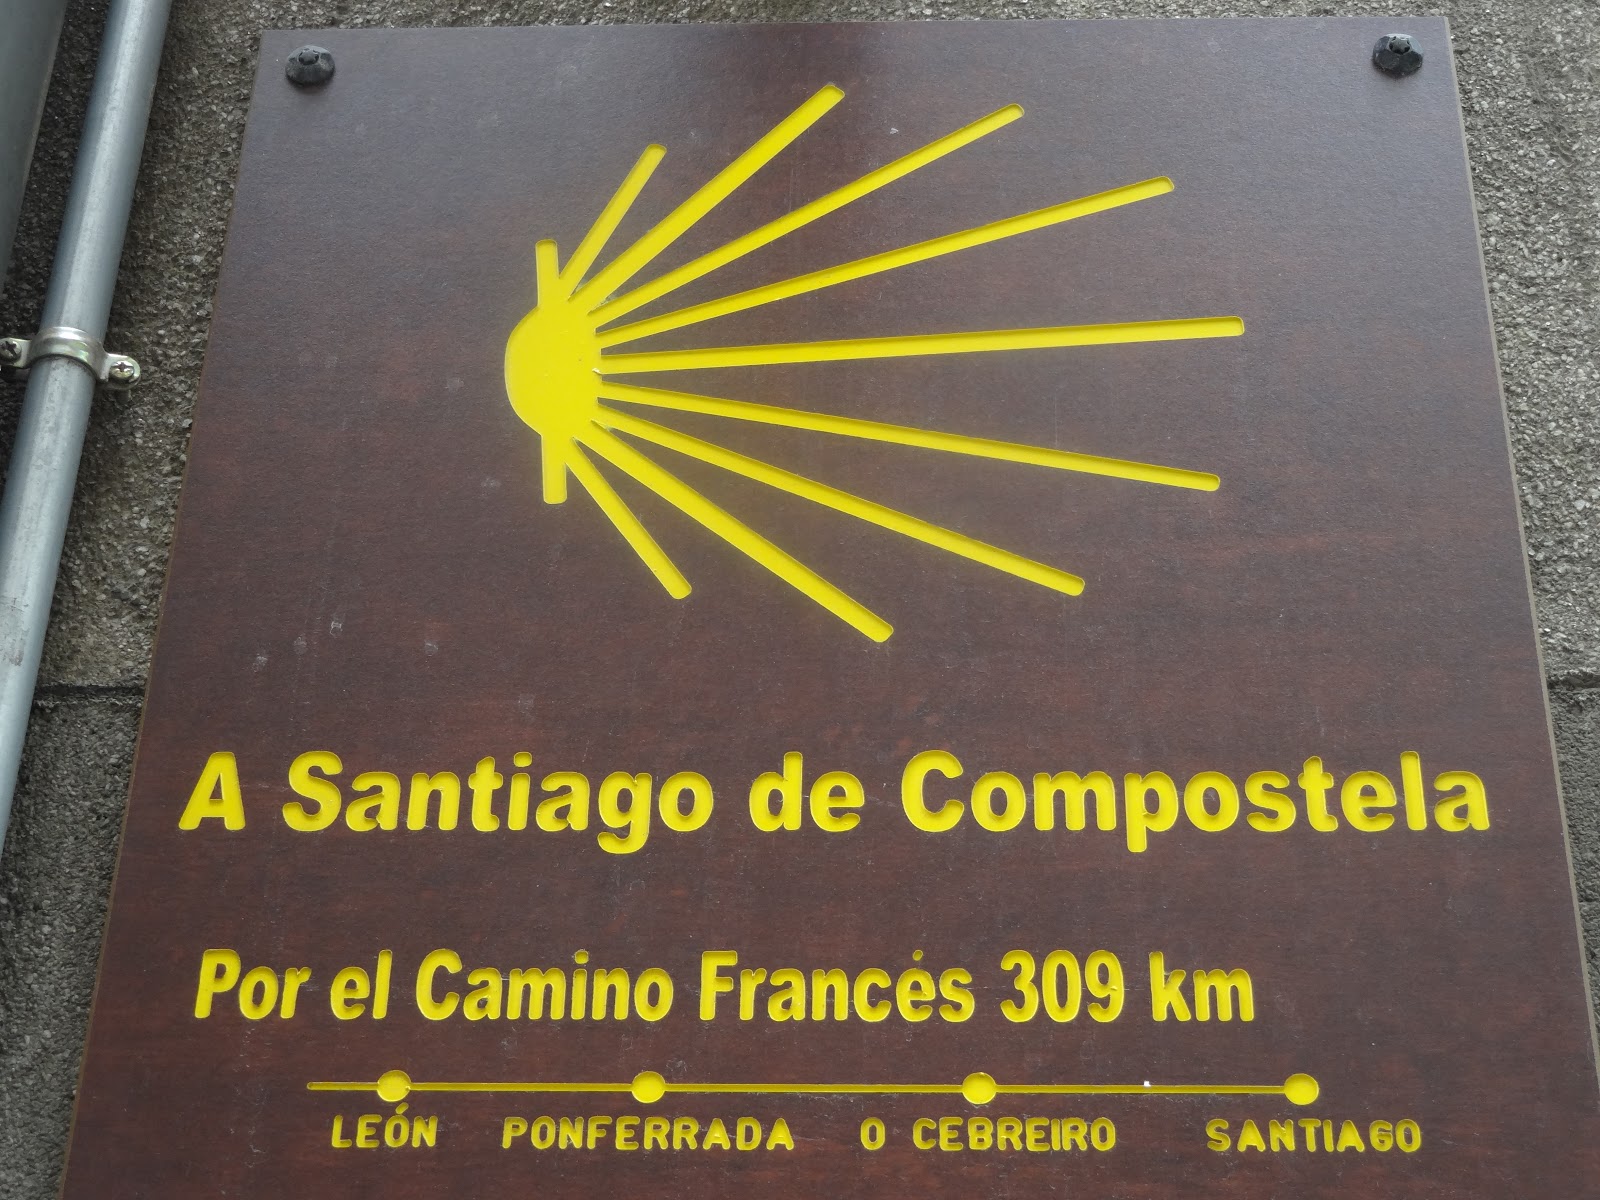 A Santiago de Compostela
Por el Camino Francés 309 km
LEÓN PONFERRADA O CEBREIRO SANTIAGO